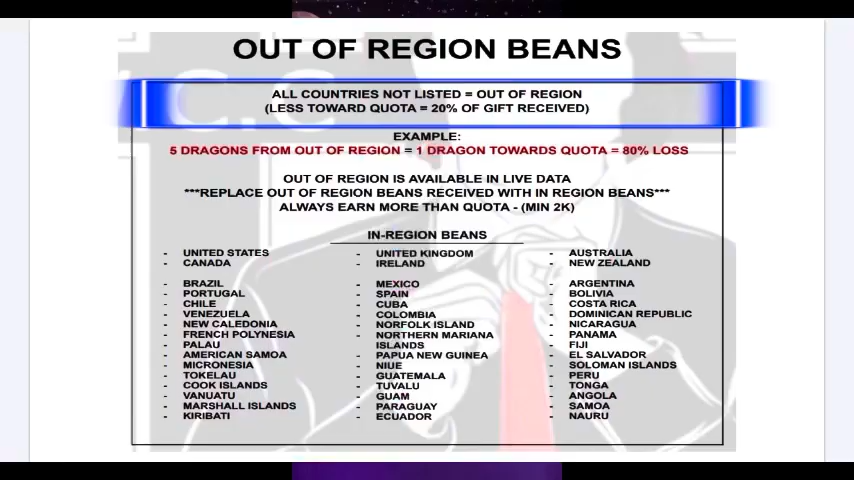 OUT OF REGION BEANS
C.C
ALL COUNTRIES NOT LISTED = OUT OF REGION
(LESS TOWARD QUOTA = 20% OF GIFT RECEIVED)
EXAMPLE:
5 DRAGONS FROM OUT OF REGION = 1 DRAGON TOWARDS QUOTA = 80% LOSS
OUT OF REGION IS AVAILABLE IN LIVE DATA
***REPLACE OUT OF REGION BEANS RECEIVED WITH IN REGION BEANS***
ALWAYS EARN MORE THAN QUOTA - (MIN 2K)
IN-REGION BEANS
- UNITED STATES - UNITED KINGDOM - AUSTRALIA
- CANADA - IRELAND - NEW ZEALAND
- BRAZIL - MEXICO - ARGENTINA
- PORTUGAL - SPAIN - BOLIVIA
- CHILE - CUBA - COSTA RICA
- VENEZUELA - COLOMBIA - DOMINICAN REPUBLIC
- NEW CALEDONIA - NORFOLK ISLAND - NICARAGUA
- FRENCH POLYNESIA - NORTHERN MARIANA - PANAMA
- PALAU ISLANDS - FIJI
- AMERICAN SAMOA - PAPUA NEW GUINEA - EL SALVADOR
- MICRONESIA - NIUE - SOLOMAN ISLANDS
- TOKELAU - GUATEMALA - PERU
- COOK ISLANDS - TUVALU - TONGA
- VANUATU - GUAM - ANGOLA
- MARSHALL ISLANDS - PARAGUAY - SAMOA
- KIRIBATI - ECUADOR - NAURU